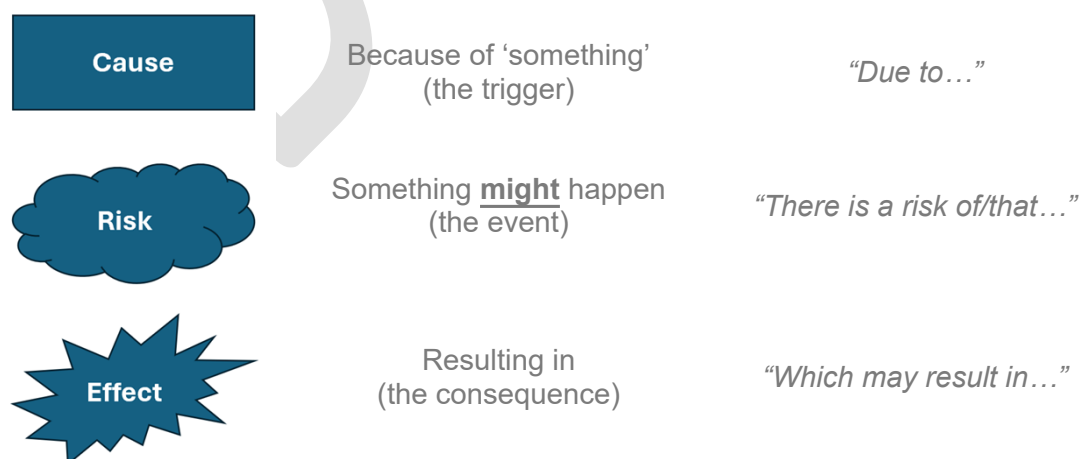 Cause
Because of ‘something’
(the trigger)
“Due to…”
Risk
Something might happen
(the event)
“There is a risk of/that…”
Effect
Resulting in
(the consequence)
“Which may result in…”